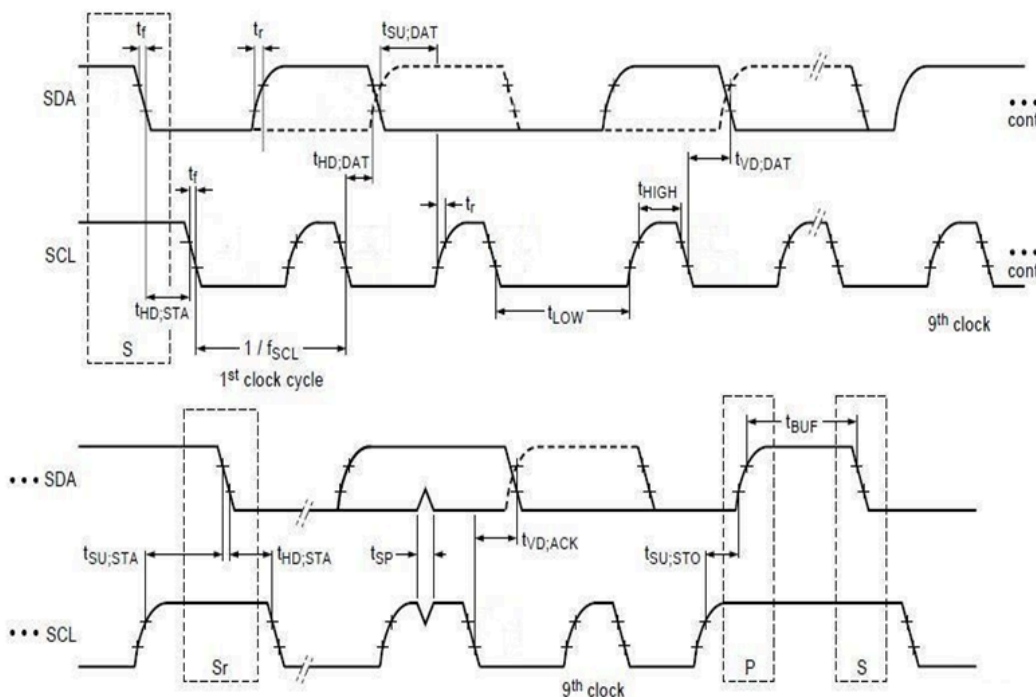 tf tr tSU;DAT
SDA
••• cont
tHD;DAT tVD;DAT
tf tr tHIGH
SCL
••• cont
tHD;STA tLOW
9th clock
S 1 / fSCL
1st clock cycle
tBUF
••• SDA
tSU;STA tHD;STA tSP tVD;ACK tSU;STO
••• SCL
Sr P S
9th clock